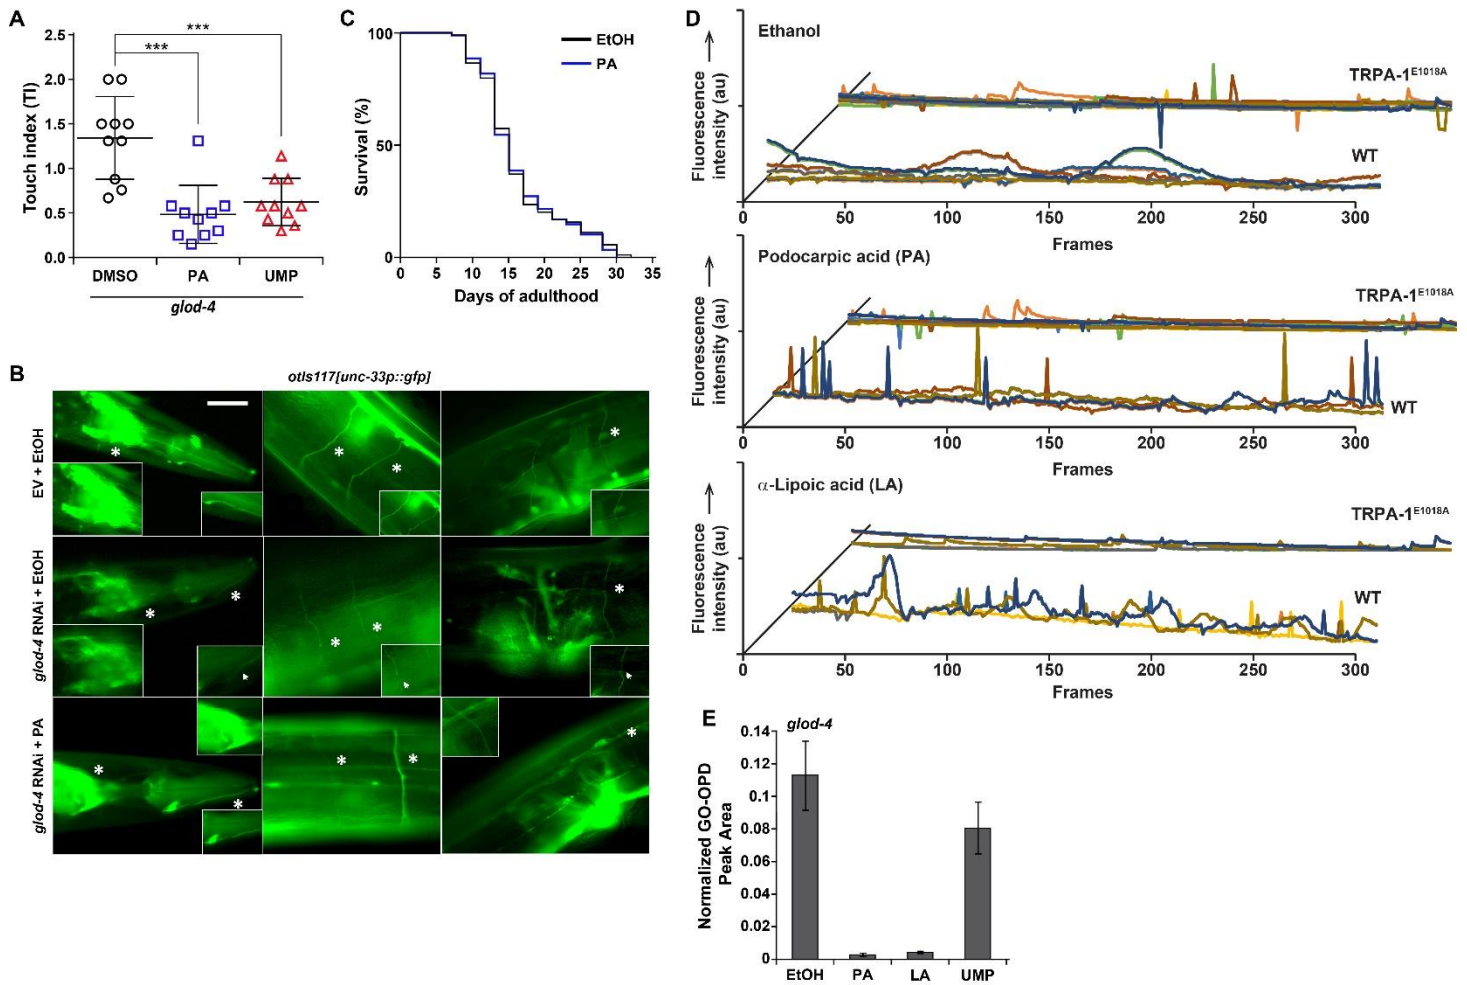 A
Touch index (TI)
2.5
2.0
1.5
1.0
0.5
0.0
***
***
DMSO PA UMP
glod-4
C
Survival (%)
100
50
0
EtOH
PA
0 5 10 15 20 25 30 35
Days of adulthood
B
otIs117[unc-33p::gfp]
EV + EtOH
glod-4 RNAi + EtOH
glod-4 RNAi + PA
* * * *
* * * * *
* * * * *
D
Ethanol
Fluorescence intensity (au)
TRPA-1E1018A
WT
0 50 100 150 200 250 300
Frames
Podocarpic acid (PA)
Fluorescence intensity (au)
TRPA-1E1018A
WT
0 50 100 150 200 250 300
Frames
α-Lipoic acid (LA)
Fluorescence intensity (au)
TRPA-1E1018A
WT
0 50 100 150 200 250 300
Frames
E
glod-4
Normalized GO-OPD
Peak Area
0.14
0.12
0.1
0.08
0.06
0.04
0.02
0
EtOH PA LA UMP